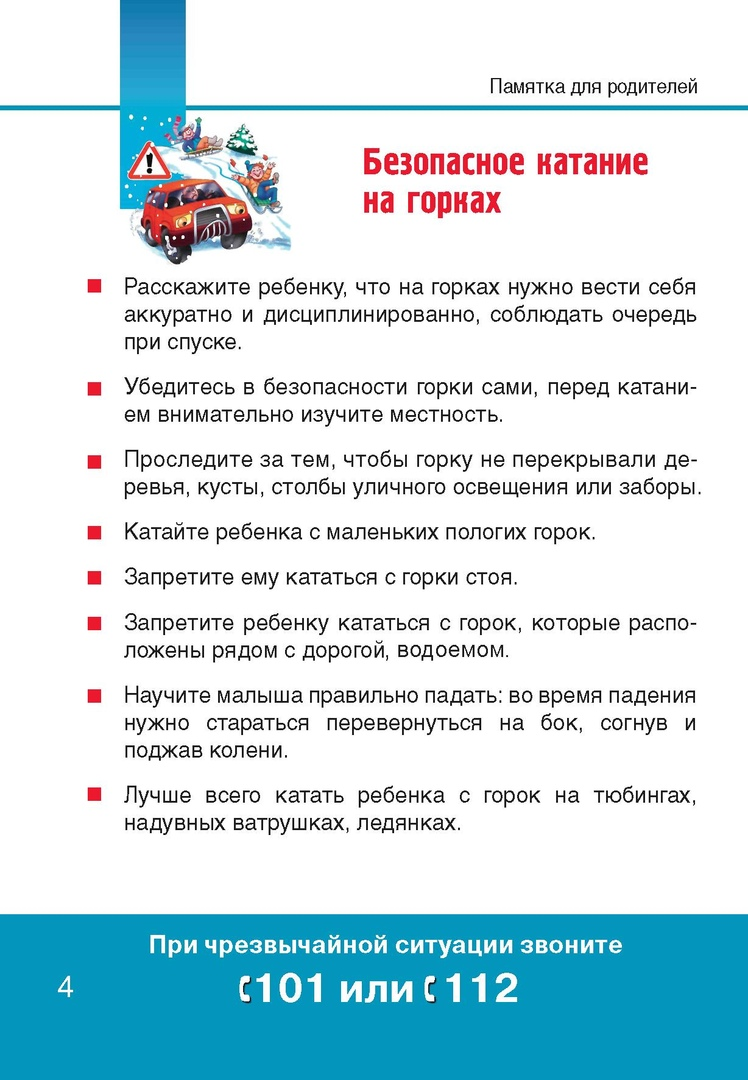 Памятка для родителей
Безопасное катание
на горках
Расскажите ребенку, что на горках нужно вести себя
аккуратно и дисциплинированно, соблюдать очередь
при спуске.
Убедитесь в безопасности горки сами, перед катани-
ем внимательно изучите местность.
Проследите за тем, чтобы горку не перекрывали де-
ревья, кусты, столбы уличного освещения или заборы.
Катайте ребенка с маленьких пологих горок.
Запретите ему кататься с горки стоя.
Запретите ребенку кататься с горок, которые распо-
ложены рядом с дорогой, водоемом.
Научите малыша правильно падать: во время падения
нужно стараться перевернуться на бок, согнув и
поджав колени.
Лучше всего катать ребенка с горок на тюбингах,
надувных ватрушках, ледянках.
При чрезвычайной ситуации звоните
101 или 112
4